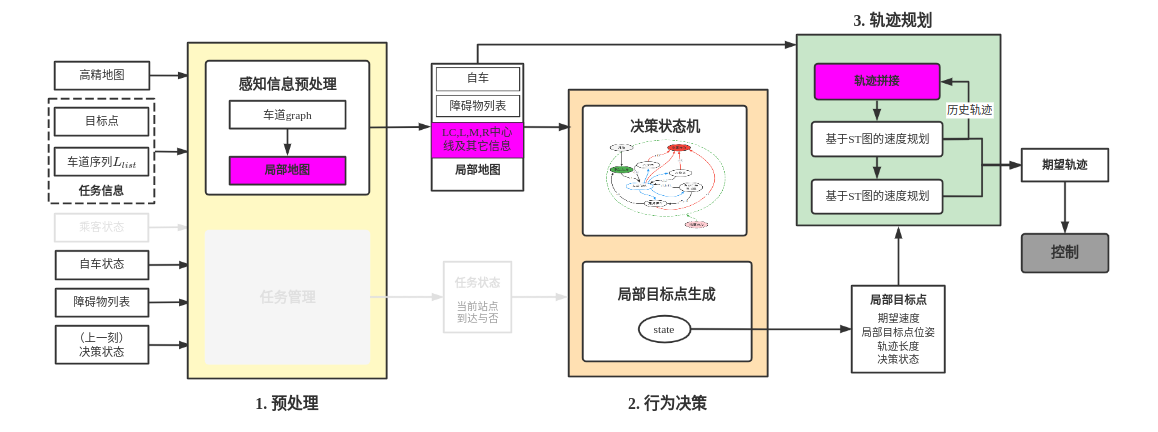 3. 轨迹规划
高精地图
目标点
车道序列L_list
任务信息
乘客状态
自车状态
障碍物列表
（上一刻）
决策状态
感知信息预处理
车道graph
局部地图
任务管理
1. 预处理
自车
障碍物列表
LC,L,M,R中心
线及其它信息
局部地图
任务状态
当前站点
到达与否
决策状态机
局部目标点生成
state
2. 行为决策
轨迹拼接
历史轨迹
基于ST图的速度规划
基于ST图的速度规划
局部目标点
期望速度
局部目标点位姿
轨迹长度
决策状态
期望轨迹
控制